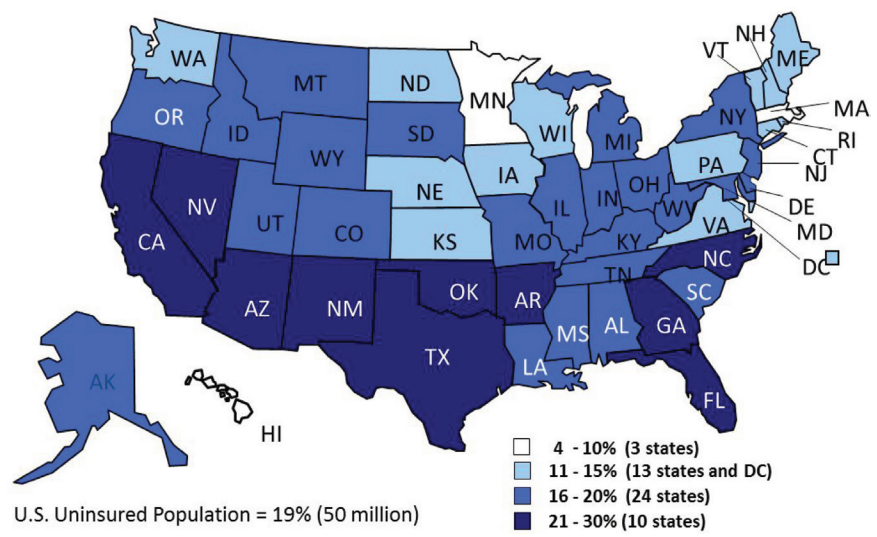 NH
VT
WA
ME
MT
ND
MN
OR
ID
SD
WI
NY
MA
MI
RI
WY
CT
PA
NJ
IA
NE
NV
OH
IL
IN
DE
UT
WV
CO
MD
VA
CA
KS
MO
KY
DC
NC
TN
OK
AZ
NM
AR
SC
MS
AL
GA
TX
LA
AK
FL
HI
4 - 10% (3 states)
11 - 15% (13 states and DC)
16 - 20% (24 states)
21 - 30% (10 states)
U.S. Uninsured Population = 19% (50 million)